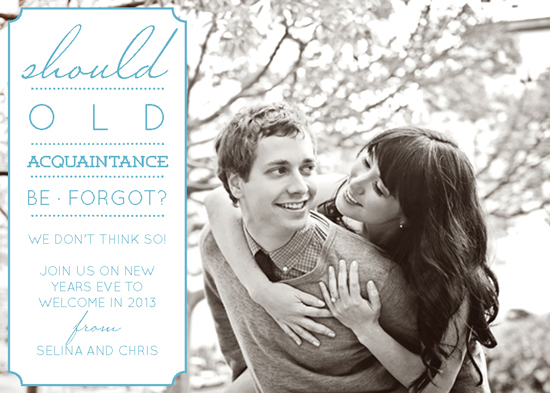 should
OLD
ACQUAINTANCE
BE · FORGOT?
WE DON'T THINK SO!
JOIN US ON NEW
YEARS EVE TO
WELCOME IN 2013
from
SELINA AND CHRIS